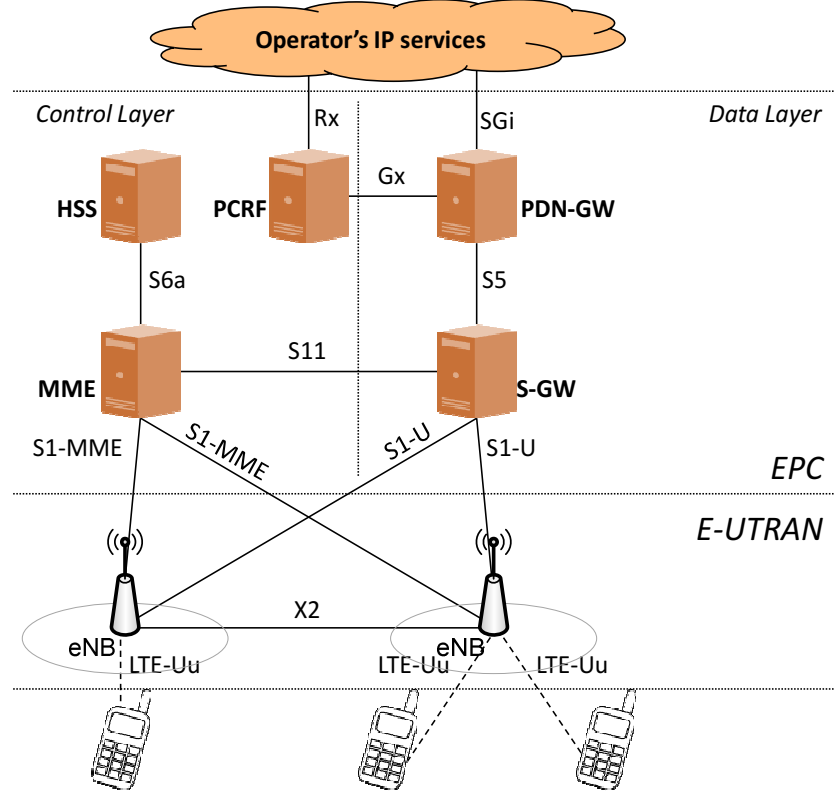 Operator's IP services
Control Layer
Rx
SGi
Data Layer
Gx
HSS
PCRF
PDN-GW
S6a
S5
S11
MME
S-GW
S1-MME
S1-MME
S1-U
S1-U
EPC
E-UTRAN
X2
eNB
eNB
LTE-Uu
LTE-Uu
LTE-Uu